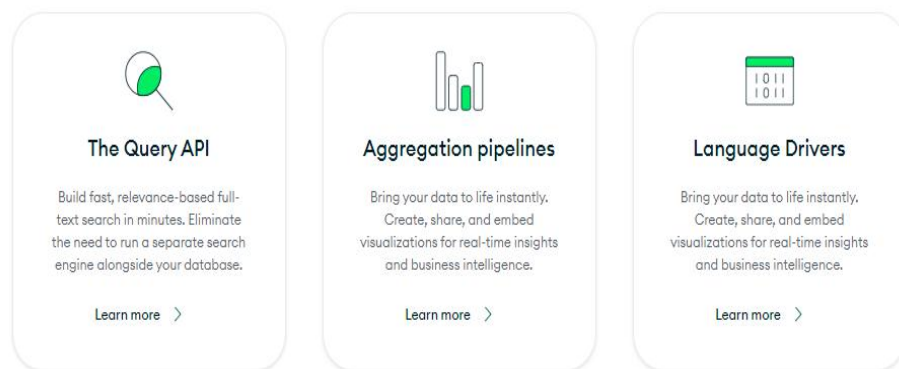 The Query API
Build fast, relevance-based full-
text search in minutes. Eliminate
the need to run a separate search
engine alongside your database.
Learn more
Aggregation pipelines
Bring your data to life instantly.
Create, share, and embed
visualizations for real-time insights
and business intelligence.
Learn more
1011
1011
Language Drivers
Bring your data to life instantly.
Create, share, and embed
visualizations for real-time insights
and business intelligence.
Learn more